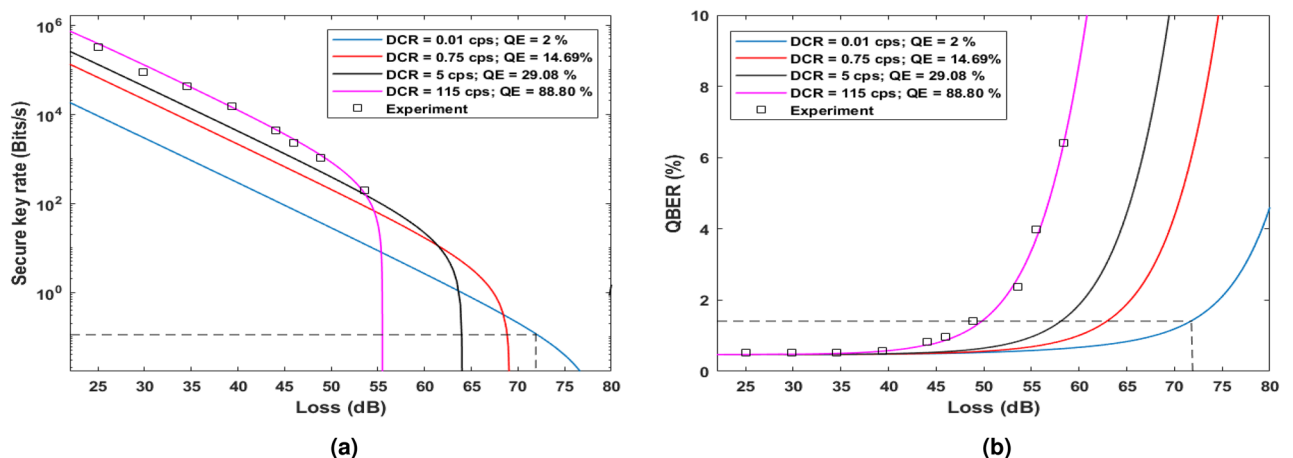 Secure key rate (Bits/s)
10^6
10^4
10^2
10^0
DCR = 0.01 cps; QE = 2 %
DCR = 0.75 cps; QE = 14.69%
DCR = 5 cps; QE = 29.08 %
DCR = 115 cps; QE = 88.80 %
Experiment
25 30 35 40 45 50 55 60 65 70 75 80
Loss (dB)
(a)
QBER (%)
10
8
6
4
2
0
DCR = 0.01 cps; QE = 2 %
DCR = 0.75 cps; QE = 14.69%
DCR = 5 cps; QE = 29.08 %
DCR = 115 cps; QE = 88.80 %
Experiment
25 30 35 40 45 50 55 60 65 70 75 80
Loss (dB)
(b)